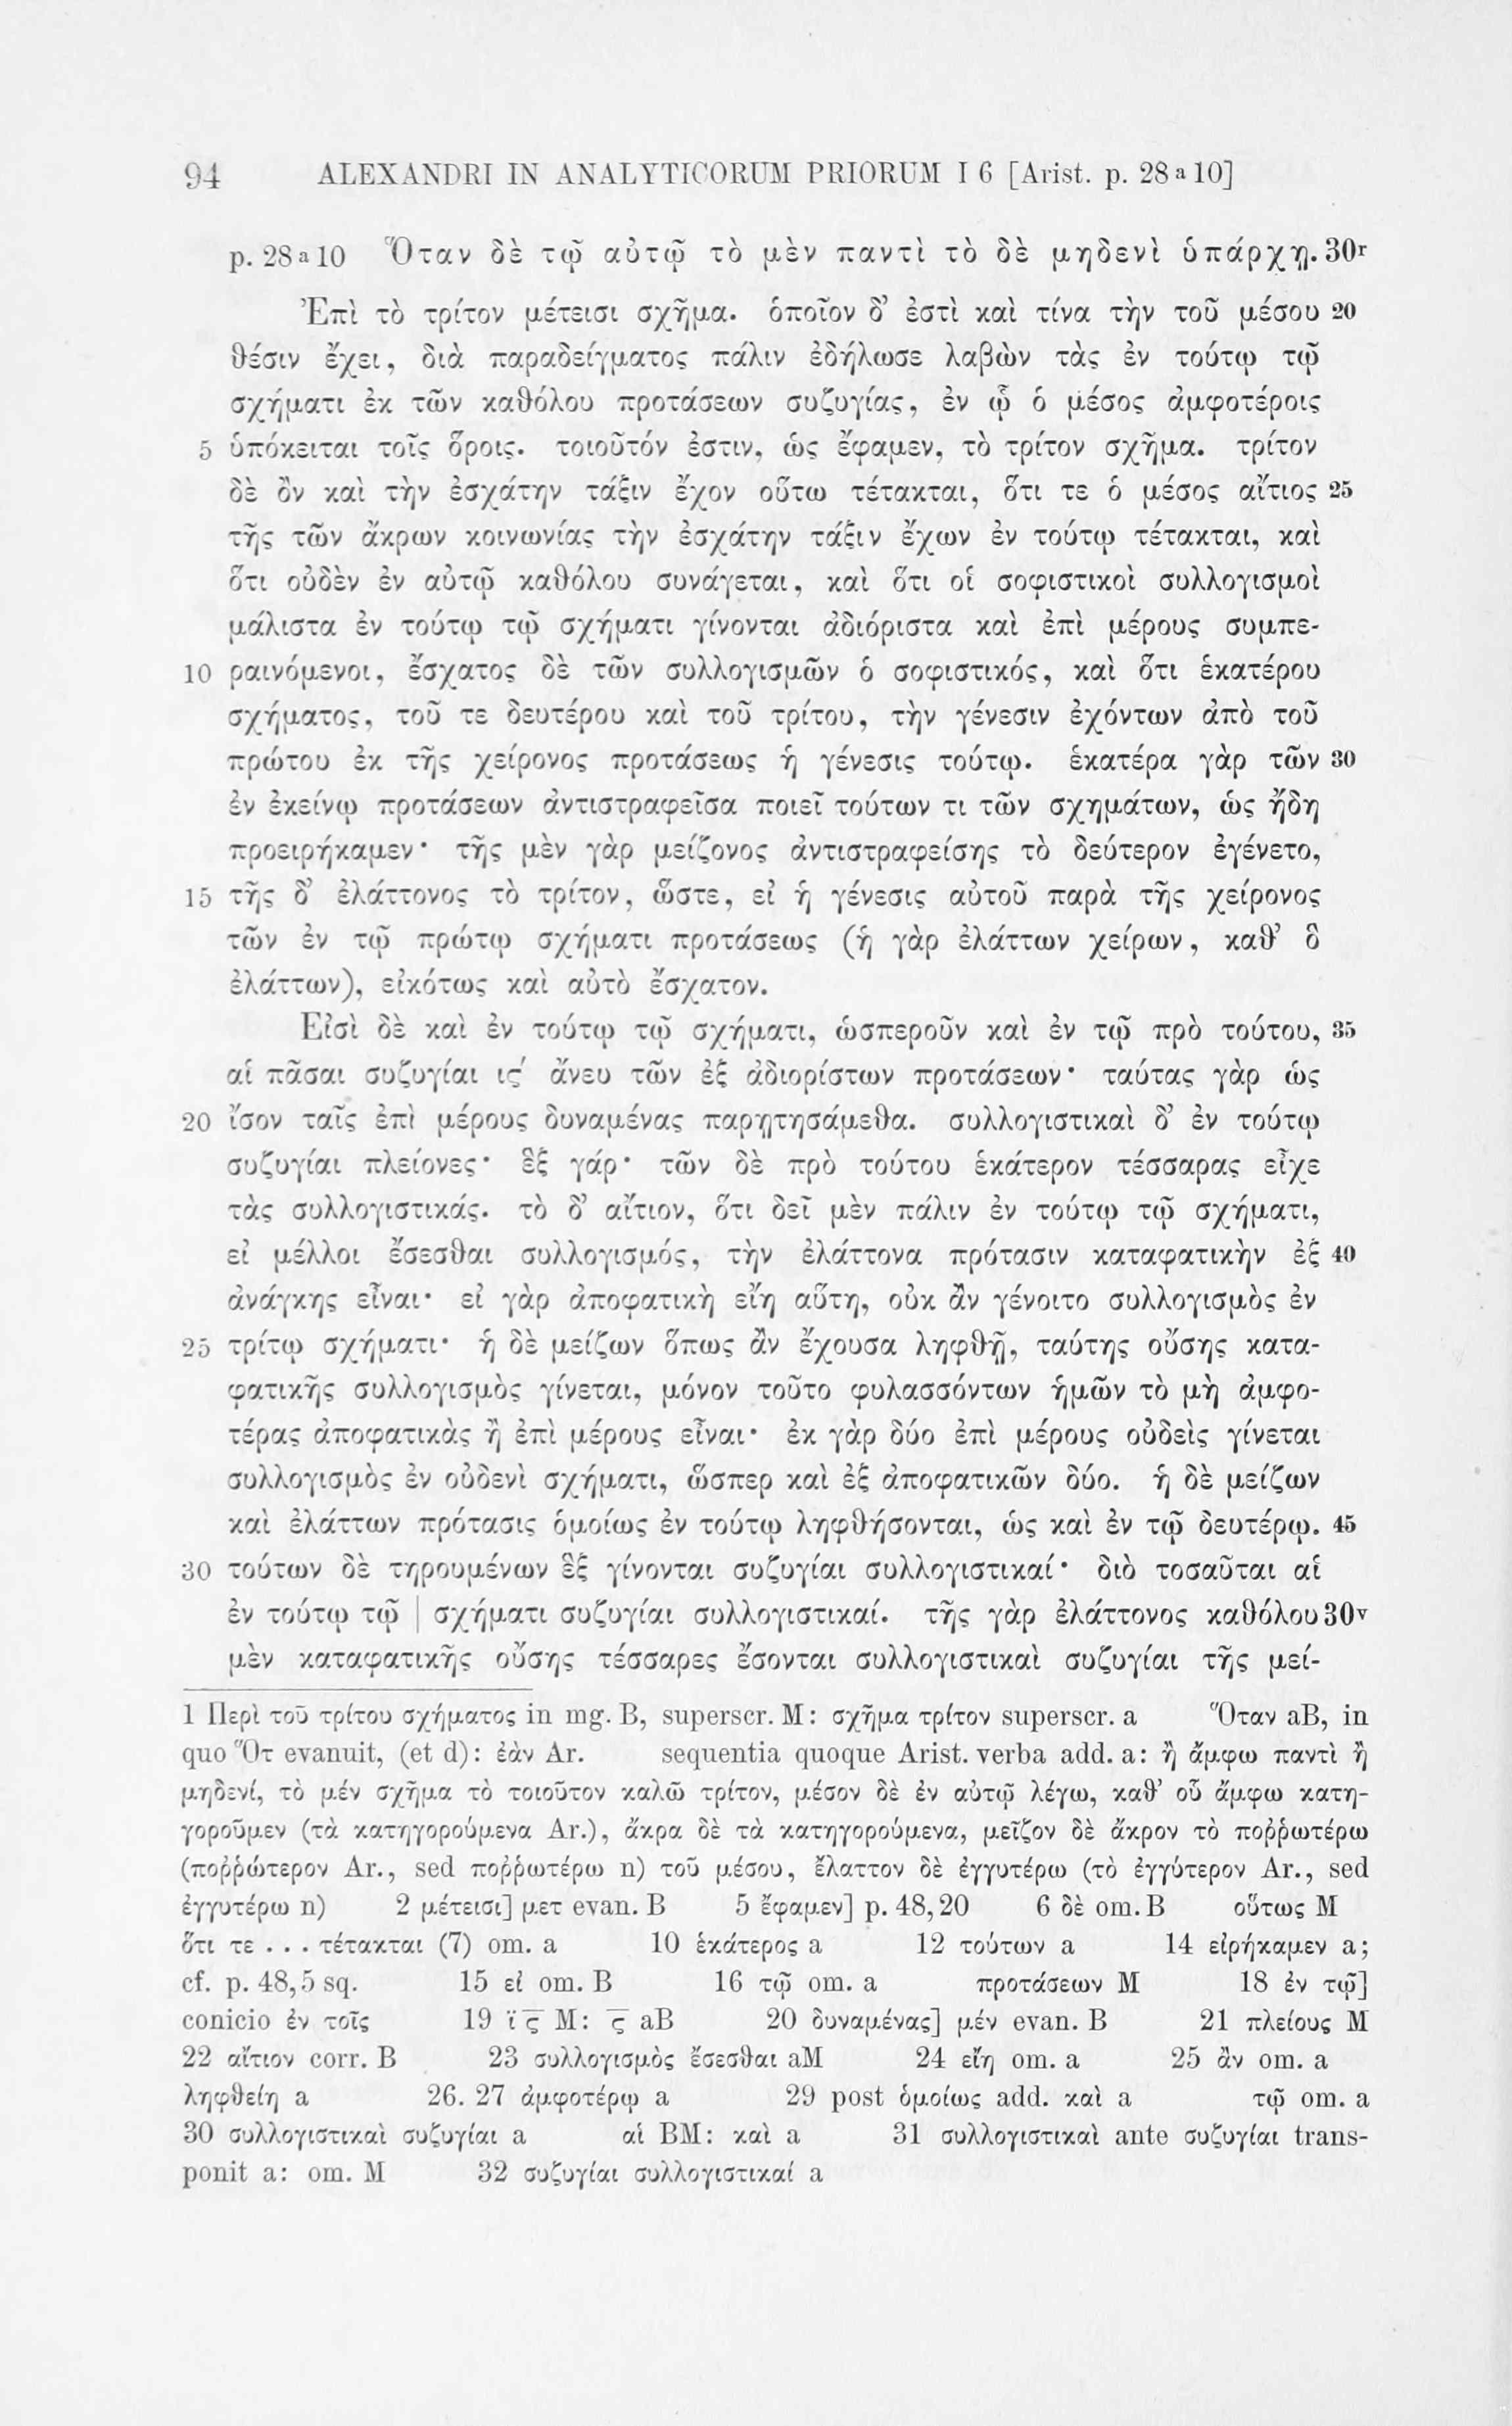 94 ALEXANDRI IN ANALYTICORUM PRIORUM I 6 [Arist. p. 28 a 10]
p. 28 a 10 Ὅταν δὲ τῷ αὐτῷ τὸ μὲν παντὶ τὸ δὲ μηδενὶ ὑπάρχῃ. 30r
Ἐπὶ τὸ τρίτον μέτεισι σχῆμα. ὁποῖον δ’ ἐστὶ καὶ τίνα τὴν τοῦ μέσου 20
θέσιν ἔχει, διὰ παραδείγματος πάλιν ἐδήλωσε λαβὼν τὰς ἐν τούτῳ τῷ
σχήματι ἐκ τῶν καθόλου προτάσεων συζυγίας, ἐν ᾧ ὁ μέσος ἀμφοτέροις
5 ὑπόκειται τοῖς ὅροις. τοιοῦτόν ἐστιν, ὡς ἔφαμεν, τὸ τρίτον σχῆμα. τρίτον
δὲ ὂν καὶ τὴν ἐσχάτην τάξιν ἔχον οὕτω τέτακται, ὅτι τε ὁ μέσος αἴτιος 25
τῆς τῶν ἄκρων κοινωνίας τὴν ἐσχάτην τάξιν ἔχων ἐν τούτῳ τέτακται, καὶ
ὅτι οὐδὲν ἐν αὐτῷ καθόλου συνάγεται, καὶ ὅτι οἱ σοφιστικοὶ συλλογισμοὶ
μάλιστα ἐν τούτῳ τῷ σχήματι γίνονται ἀδιόριστα καὶ ἐπὶ μέρους συμπε-
10 ραινόμενοι, ἔσχατος δὲ τῶν συλλογισμῶν ὁ σοφιστικός, καὶ ὅτι ἑκατέρου
σχήματος, τοῦ τε δευτέρου καὶ τοῦ τρίτου, τὴν γένεσιν ἐχόντων ἀπὸ τοῦ
πρώτου ἐκ τῆς χείρονος προτάσεως ἡ γένεσις τούτῳ. ἑκατέρα γὰρ τῶν 30
ἐν ἐκείνῳ προτάσεων ἀντιστραφεῖσα ποιεῖ τούτων τι τῶν σχημάτων, ὡς ἤδη
προειρήκαμεν· τῆς μὲν γὰρ μείζονος ἀντιστραφείσης τὸ δεύτερον ἐγένετο,
15 τῆς δ’ ἐλάττονος τὸ τρίτον, ὥστε, εἰ ἡ γένεσις αὐτοῦ παρὰ τῆς χείρονος
τῶν ἐν τῷ πρώτῳ σχήματι προτάσεως (ἡ γὰρ ἐλάττων χείρων, καθ’ ὃ
ἐλάττων), εἰκότως καὶ αὐτὸ ἔσχατον.
Εἰσὶ δὲ καὶ ἐν τούτῳ τῷ σχήματι, ὡσπεροῦν καὶ ἐν τῷ πρὸ τούτου, 35
αἱ πᾶσαι συζυγίαι ιϛ′ ἄνευ τῶν ἐξ ἀδιορίστων προτάσεων· ταύτας γὰρ ὡς
20 ἴσον ταῖς ἐπὶ μέρους δυναμένας παρῃτησάμεθα. συλλογιστικαὶ δ’ ἐν τούτῳ
συζυγίαι πλείονες· ἓξ γάρ· τῶν δὲ πρὸ τούτου ἑκάτερον τέσσαρας εἶχε
τὰς συλλογιστικάς. τὸ δ’ αἴτιον, ὅτι δεῖ μὲν πάλιν ἐν τούτῳ τῷ σχήματι,
εἰ μέλλοι ἔσεσθαι συλλογισμός, τὴν ἐλάττονα πρότασιν καταφατικὴν ἐξ 40
ἀνάγκης εἶναι· εἰ γὰρ ἀποφατικὴ εἴη αὕτη, οὐκ ἂν γένοιτο συλλογισμὸς ἐν
25 τρίτῳ σχήματι· ἡ δὲ μείζων ὅπως ἂν ἔχουσα ληφθῇ, ταύτης οὔσης κατα-
φατικῆς συλλογισμὸς γίνεται, μόνον τοῦτο φυλασσόντων ἡμῶν τὸ μὴ ἀμφο-
τέρας ἀποφατικὰς ἢ ἐπὶ μέρους εἶναι· ἐκ γὰρ δύο ἐπὶ μέρους οὐδεὶς γίνεται
συλλογισμὸς ἐν οὐδενὶ σχήματι, ὥσπερ καὶ ἐξ ἀποφατικῶν δύο. ἡ δὲ μείζων
καὶ ἐλάττων πρότασις ὁμοίως ἐν τούτῳ ληφθήσονται, ὡς καὶ ἐν τῷ δευτέρῳ. 45
30 τούτων δὲ τηρουμένων ἓξ γίνονται συζυγίαι συλλογιστικαί· διὸ τοσαῦται αἱ
ἐν τούτῳ τῷ | σχήματι συζυγίαι συλλογιστικαί. τῆς γὰρ ἐλάττονος καθόλου 30v
μὲν καταφατικῆς οὔσης τέσσαρες ἔσονται συλλογιστικαὶ συζυγίαι τῆς μεί-
1 Περὶ τοῦ τρίτου σχήματος in mg. B, superscr. M: σχῆμα τρίτον superscr. a Ὅταν aB, in
quo Ὅτ evanuit, (et d): ἐὰν Ar. sequentia quoque Arist. verba add. a: ἢ ἄμφω παντὶ ἢ
μηδενί, τὸ μέν σχῆμα τὸ τοιοῦτον καλῶ τρίτον, μέσον δὲ ἐν αὐτῷ λέγω, καθ’ οὗ ἄμφω κατη-
γοροῦμεν (τὰ κατηγορούμενα Ar.), ἄκρα δὲ τὰ κατηγορούμενα, μεῖζον δὲ ἄκρον τὸ ποῤῥωτέρω
(ποῤῥώτερον Ar., sed ποῤῥωτέρω n) τοῦ μέσου, ἔλαττον δὲ ἐγγυτέρω (τὸ ἐγγύτερον Ar., sed
ἐγγυτέρω n) 2 μέτεισι] μετ evan. B 5 ἔφαμεν] p. 48,20 6 δὲ om. B οὕτως M
ὅτι τε . . . τέτακται (7) om. a 10 ἑκάτερος a 12 τούτων a 14 εἰρήκαμεν a;
cf. p. 48,5 sq. 15 εἰ om. B 16 τῷ om. a προτάσεων M 18 ἐν τῷ]
conicio ἐν τοῖς 19 ϊϛ M: ϛ aB 20 δυναμένας] μέν evan. B 21 πλείους M
22 αἴτιον corr. B 23 συλλογισμὸς ἔσεσθαι aM 24 εἴη om. a 25 ἂν om. a
ληφθείη a 26. 27 ἀμφοτέρῳ a 29 post ὁμοίως add. καὶ a τῷ om. a
30 συλλογιστικαὶ συζυγίαι a αἱ BM: καὶ a 31 συλλογιστικαὶ ante συζυγίαι trans-
ponit a: om. M 32 συζυγίαι συλλογιστικαί a